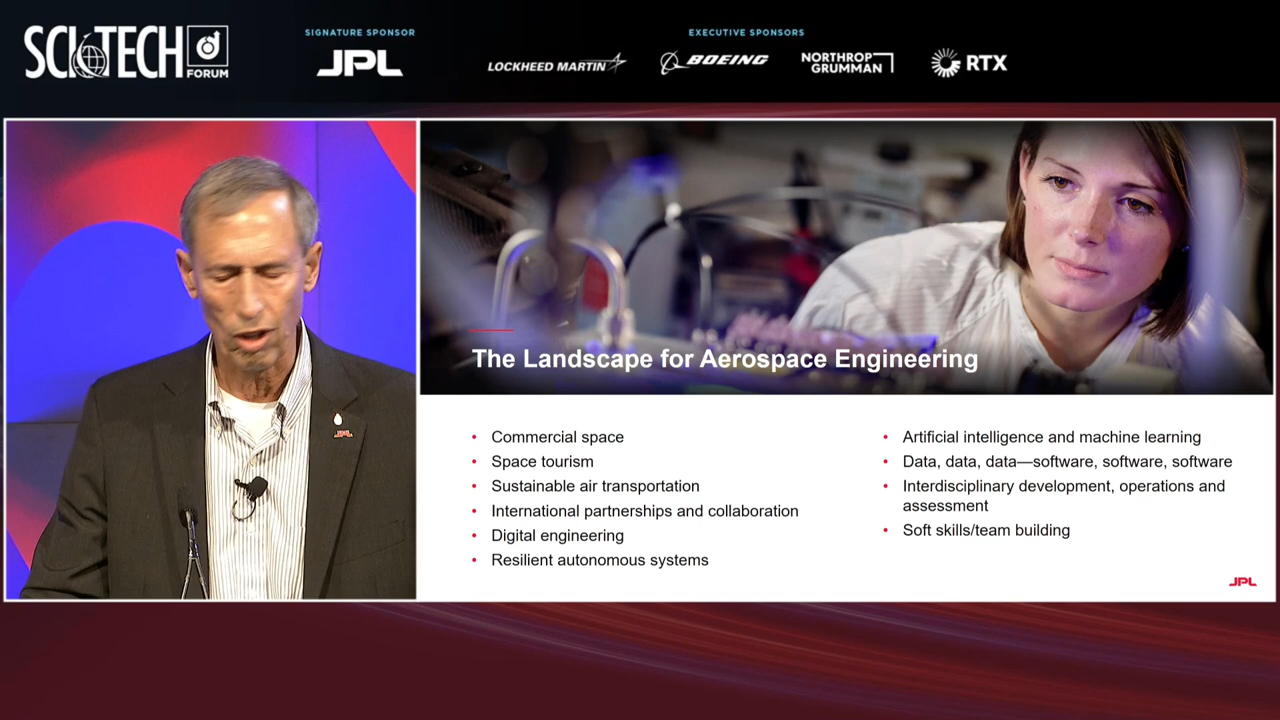 SCITECH
FORUM
SIGNATURE SPONSOR
JPL
EXECUTIVE SPONSORS
LOCKHEED MARTIN
BOEING
NORTHROP
GRUMMAN
RTX
The Landscape for Aerospace Engineering
• Commercial space
• Space tourism
• Sustainable air transportation
• International partnerships and collaboration
• Digital engineering
• Resilient autonomous systems
• Artificial intelligence and machine learning
• Data, data, data—software, software, software
• Interdisciplinary development, operations and
assessment
• Soft skills/team building
JPL